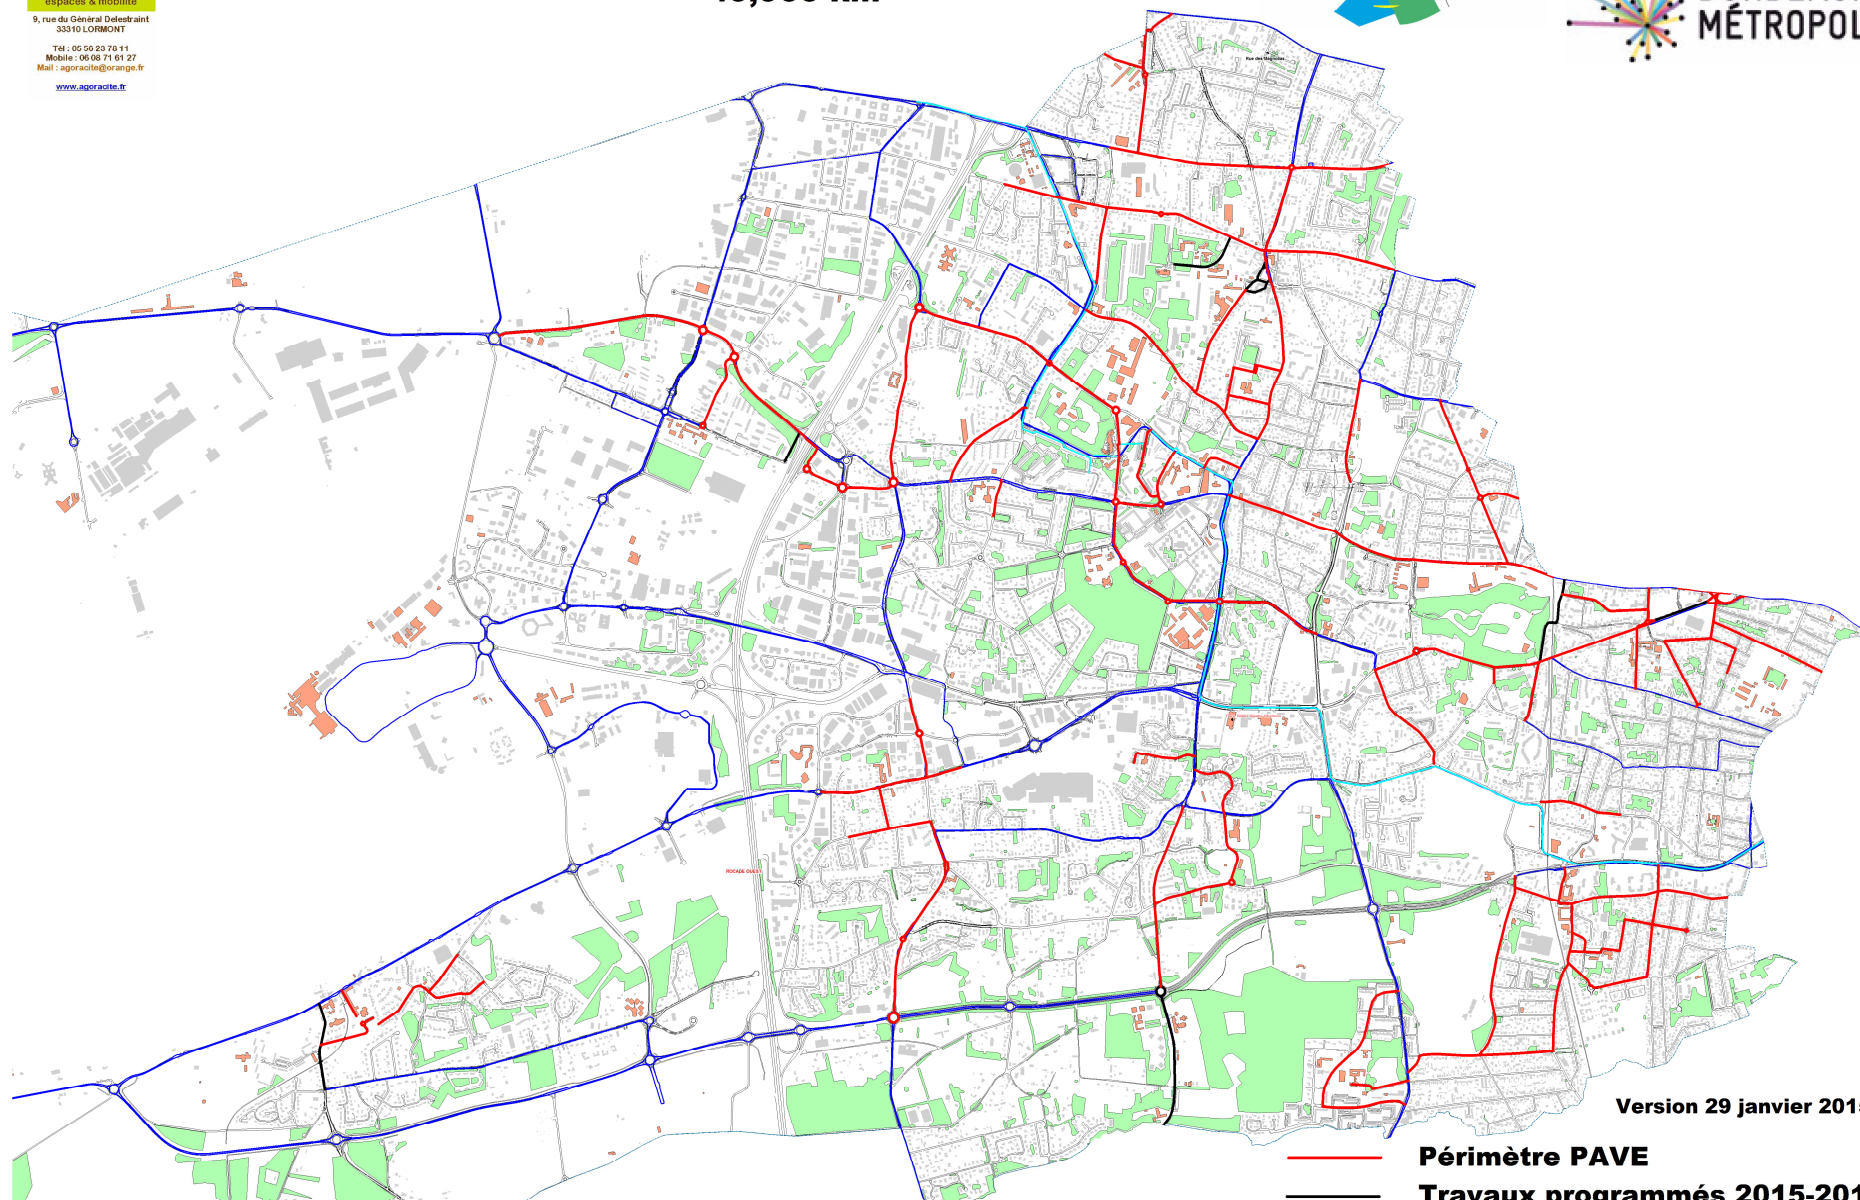 espaces & mobilité
9, rue du Général Delestraint
33310 LORMONT
Tél : 05 56 23 78 11
Mobile : 06 08 71 61 27
Mail : agoracite@orange.fr
www.agoracite.fr
km
MÉTROPOL
Rue des Magnolias
ROCADE OUEST
Version 29 janvier 201
Périmètre PAVE
Travaux programmés 2015-201